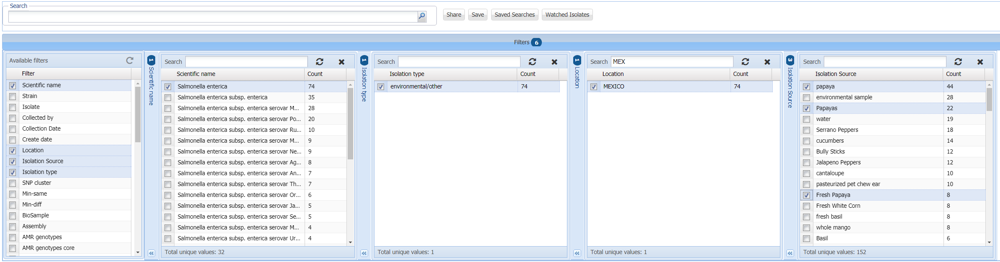 Search
Share
Save
Saved Searches
Watched Isolates
Filters 6
Available filters
Filter
Scientific name
Strain
Isolate
Collected by
Collection Date
Create date
Location
Isolation Source
Isolation type
SNP cluster
Min-same
Min-diff
BioSample
Assembly
AMR genotypes
AMR genotypes core
1 Scientific name
Search
Scientific name Count
Salmonella enterica 74
Salmonella enterica subsp. enterica 35
Salmonella enterica subsp. enterica serovar M... 28
Salmonella enterica subsp. enterica serovar Po... 20
Salmonella enterica subsp. enterica serovar Ru... 10
Salmonella enterica subsp. enterica serovar M... 9
Salmonella enterica subsp. enterica serovar Ne... 9
Salmonella enterica subsp. enterica serovar Ag... 8
Salmonella enterica subsp. enterica serovar An... 7
Salmonella enterica subsp. enterica serovar Th... 7
Salmonella enterica subsp. enterica serovar Or... 6
Salmonella enterica subsp. enterica serovar Ja... 5
Salmonella enterica subsp. enterica serovar Se... 5
Salmonella enterica subsp. enterica serovar M... 4
Salmonella enterica subsp. enterica serovar Ur... 4
Total unique values: 32
1 Isolation type
Search
Isolation type Count
environmental/other 74
Total unique values: 1
1 Location
Search MEX
Location Count
MEXICO 74
Total unique values: 1
3 Isolation Source
Search
Isolation Source Count
papaya 44
environmental sample 28
Papayas 22
water 19
Serrano Peppers 18
cucumbers 14
Bully Sticks 12
Jalapeno Peppers 12
cantaloupe 10
pasteurized pet chew ear 10
Fresh Papaya 8
Fresh White Corn 8
fresh basil 8
whole mango 8
Basil 6
Total unique values: 152